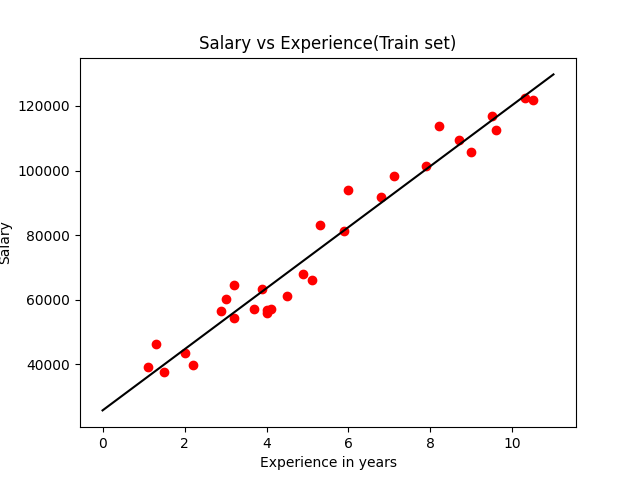 Salary vs Experience(Train set)
120000
100000
80000
60000
40000
Salary
0 2 4 6 8 10
Experience in years